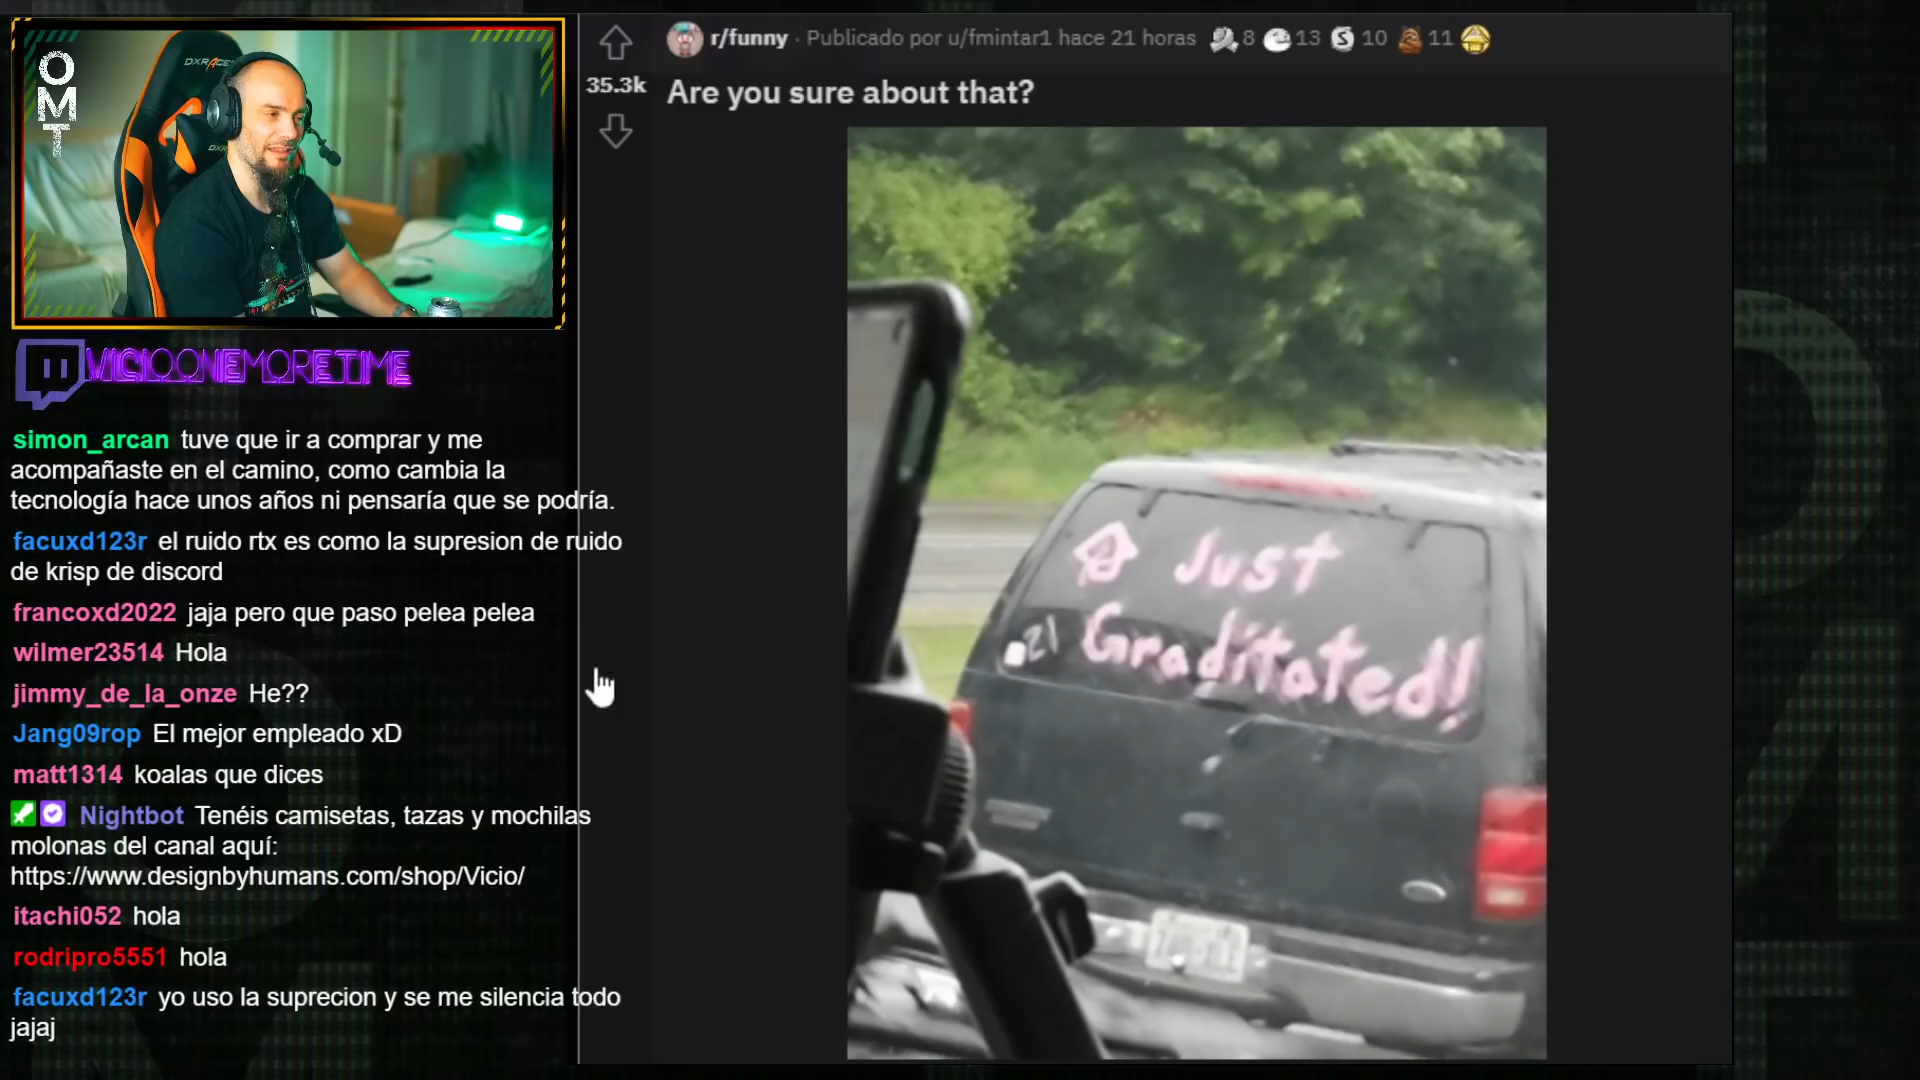 OMT
DXRACER
VICIOONEMORETIME
simon_arcan tuve que ir a comprar y me
acompañaste en el camino, como cambia la
tecnología hace unos años ni pensaría que se podría.
facuxd123r el ruido rtx es como la supresion de ruido
de krisp de discord
francoxd2022 jaja pero que paso pelea pelea
wilmer23514 Hola
jimmy_de_la_onze He??
Jang09rop El mejor empleado xD
matt1314 koalas que dices
Nightbot Tenéis camisetas, tazas y mochilas
molonas del canal aquí:
https://www.designbyhumans.com/shop/Vicio/
itachi052 hola
rodripro5551 hola
facuxd123r yo uso la suprecion y se me silencia todo
jajaj
r/funny · Publicado por u/fmintar1 hace 21 horas 8 13 S 10 11
35.3k
Are you sure about that?
Just
21 Graditated!